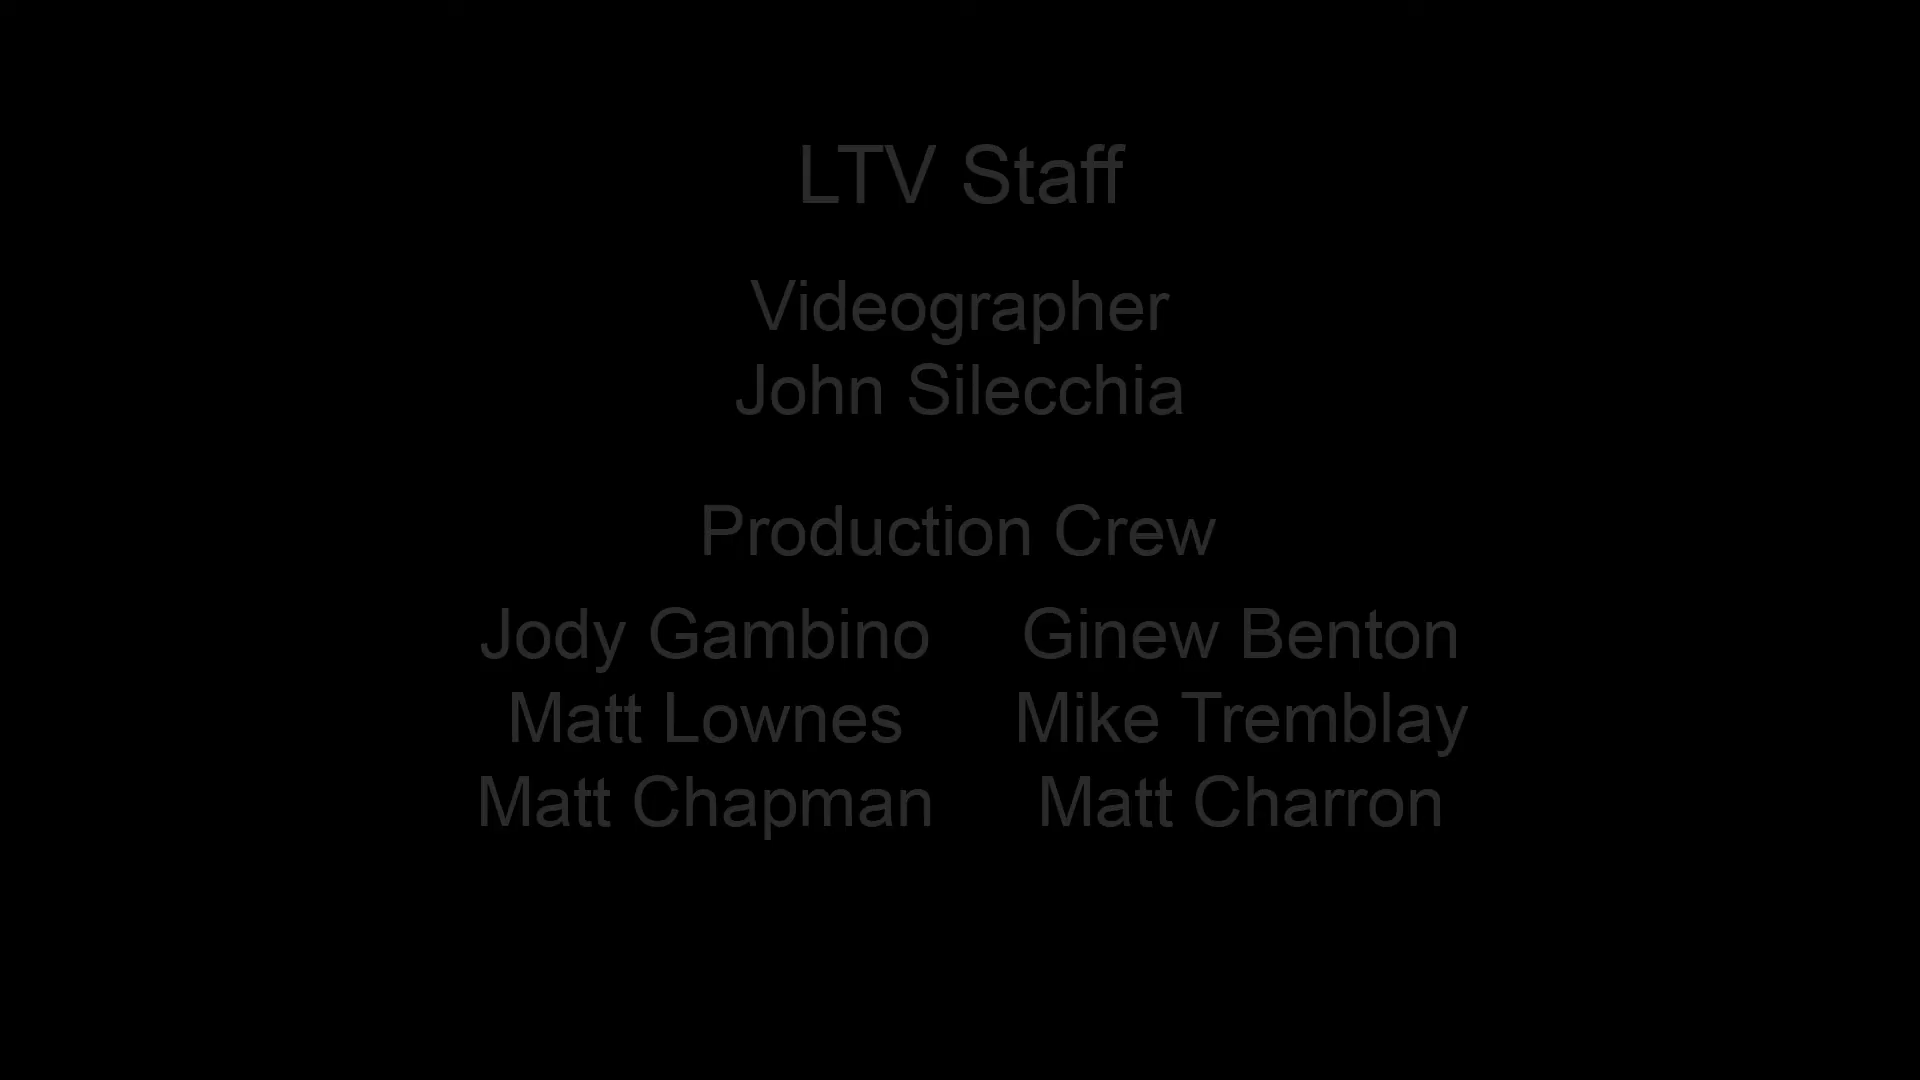 LTV Staff
Videographer
John Silecchia
Production Crew
Jody Gambino Ginew Benton
Matt Lownes Mike Tremblay
Matt Chapman Matt Charron